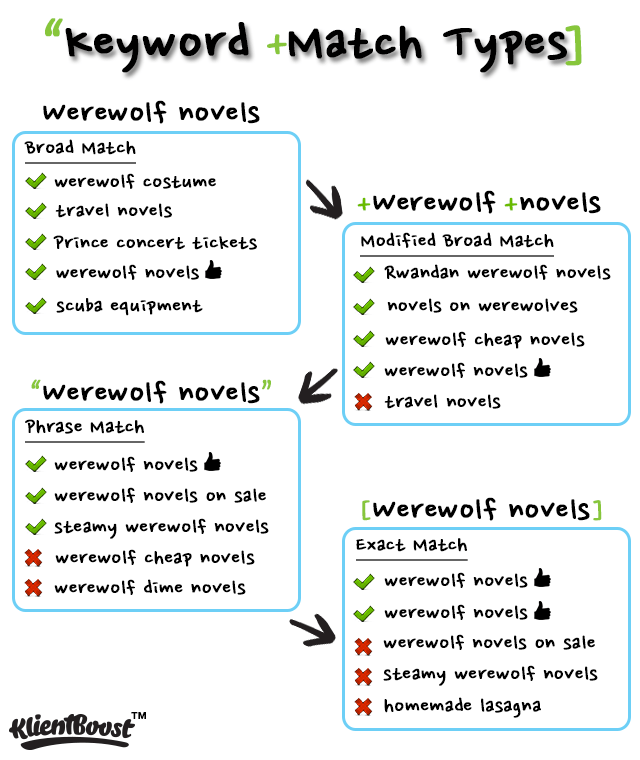 “Keyword +Match Types]
Werewolf novels
Broad Match
werewolf costume
travel novels
Prince concert tickets
werewolf novels
scuba equipment
+Werewolf +novels
Modified Broad Match
Rwandan werewolf novels
novels on werewolves
werewolf cheap novels
werewolf novels
travel novels
“Werewolf novels”
Phrase Match
werewolf novels
werewolf novels on sale
steamy werewolf novels
werewolf cheap novels
werewolf dime novels
[Werewolf novels]
Exact Match
werewolf novels
werewolf novels
werewolf novels on sale
steamy werewolf novels
homemade lasagna
KlientBoost™